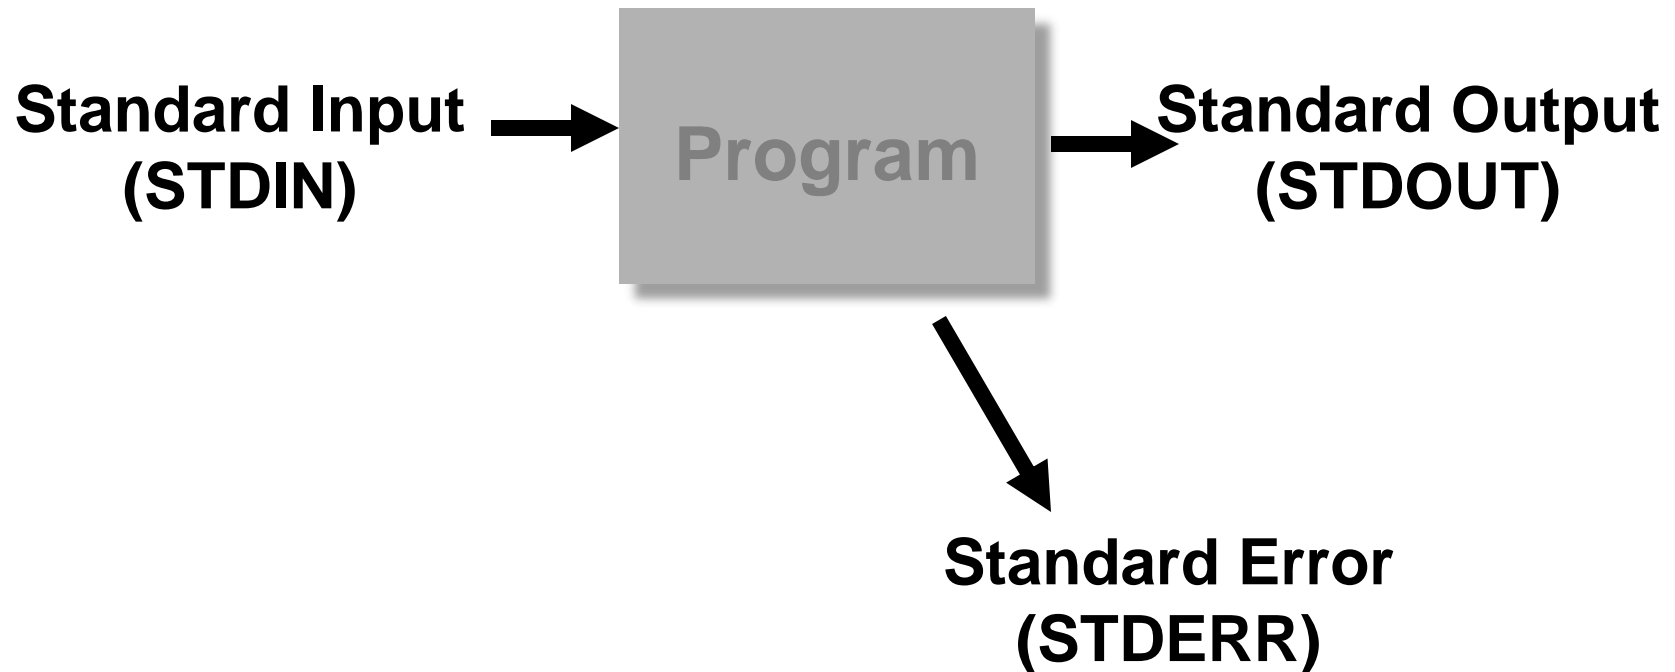 Standard Input
(STDIN)
Program
Standard Output
(STDOUT)
Standard Error
(STDERR)